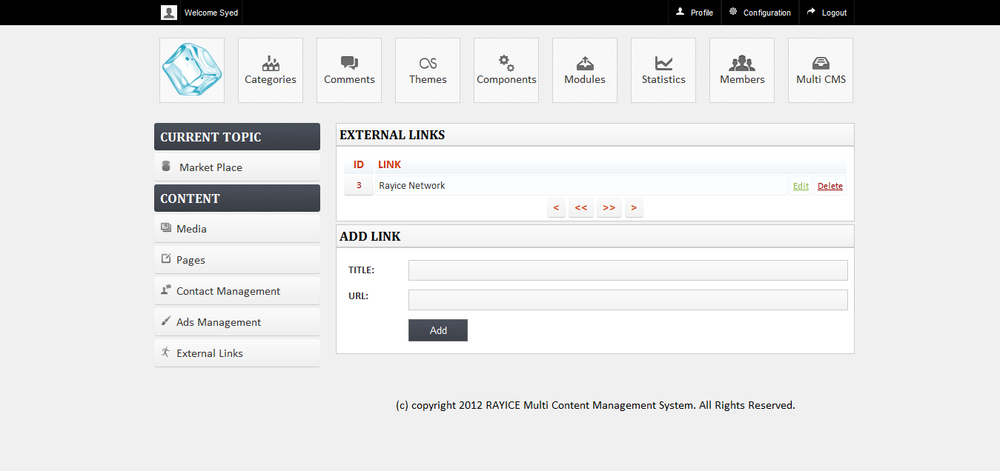 Welcome Syed
Profile Configuration Logout
Categories Comments Themes Components Modules Statistics Members Multi CMS
CURRENT TOPIC
Market Place
CONTENT
Media
Pages
Contact Management
Ads Management
External Links
EXTERNAL LINKS
ID LINK
3 Rayice Network Edit Delete
< << >> >
ADD LINK
TITLE:
URL:
Add
(c) copyright 2012 RAYICE Multi Content Management System. All Rights Reserved.